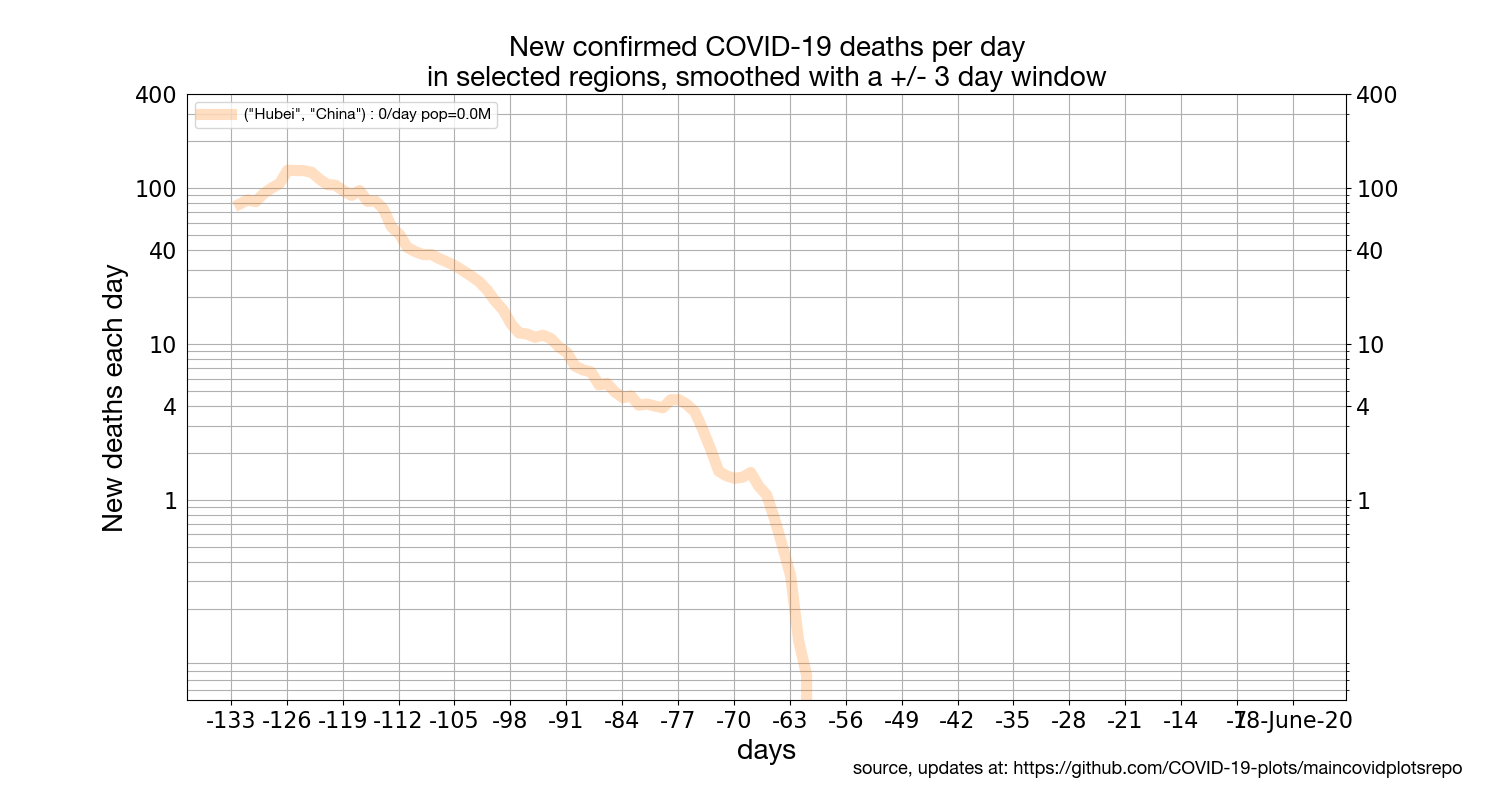 New confirmed COVID-19 deaths per day
in selected regions, smoothed with a +/- 3 day window
400
400
("Hubei", "China") : 0/day pop=0.0M
100
100
40
40
10
10
4
4
1
1
New deaths each day
-133 -126 -119 -112 -105 -98 -91 -84 -77 -70 -63 -56 -49 -42 -35 -28 -21 -14 -7 18-June-20
days
source, updates at: https://github.com/COVID-19-plots/maincovidplotsrepo